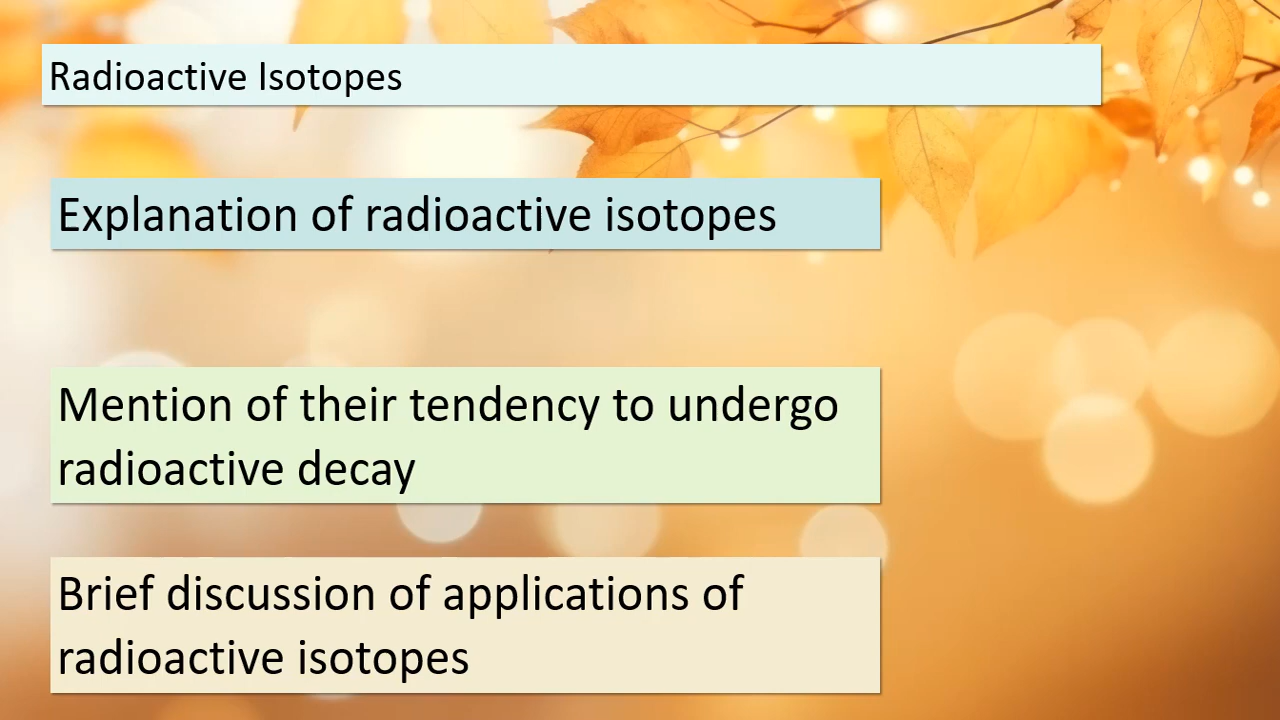 Radioactive Isotopes
Explanation of radioactive isotopes
Mention of their tendency to undergo
radioactive decay
Brief discussion of applications of
radioactive isotopes